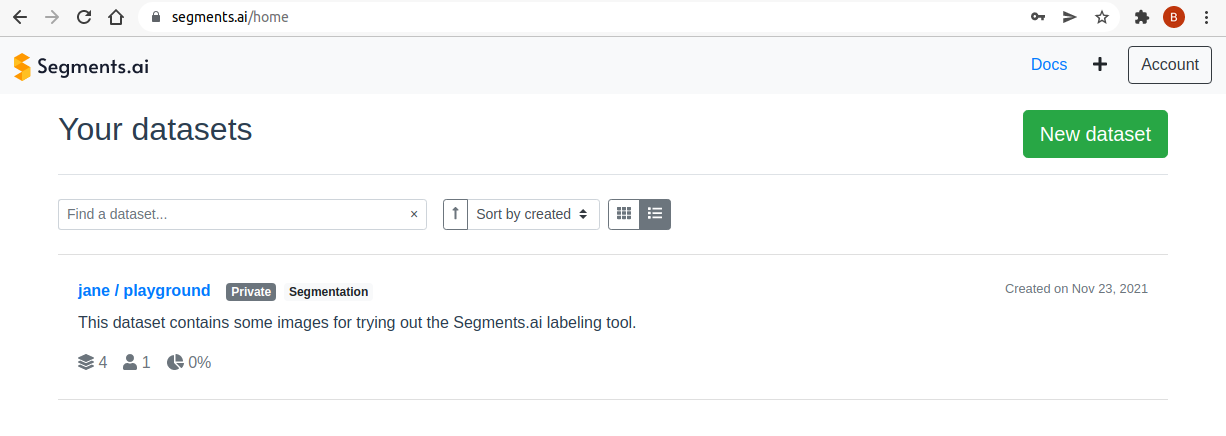 segments.ai/home
B
Segments.ai
Docs
Account
Your datasets
New dataset
Find a dataset... ×
Sort by created
jane / playground Private Segmentation Created on Nov 23, 2021
This dataset contains some images for trying out the Segments.ai labeling tool.
4 1 0%